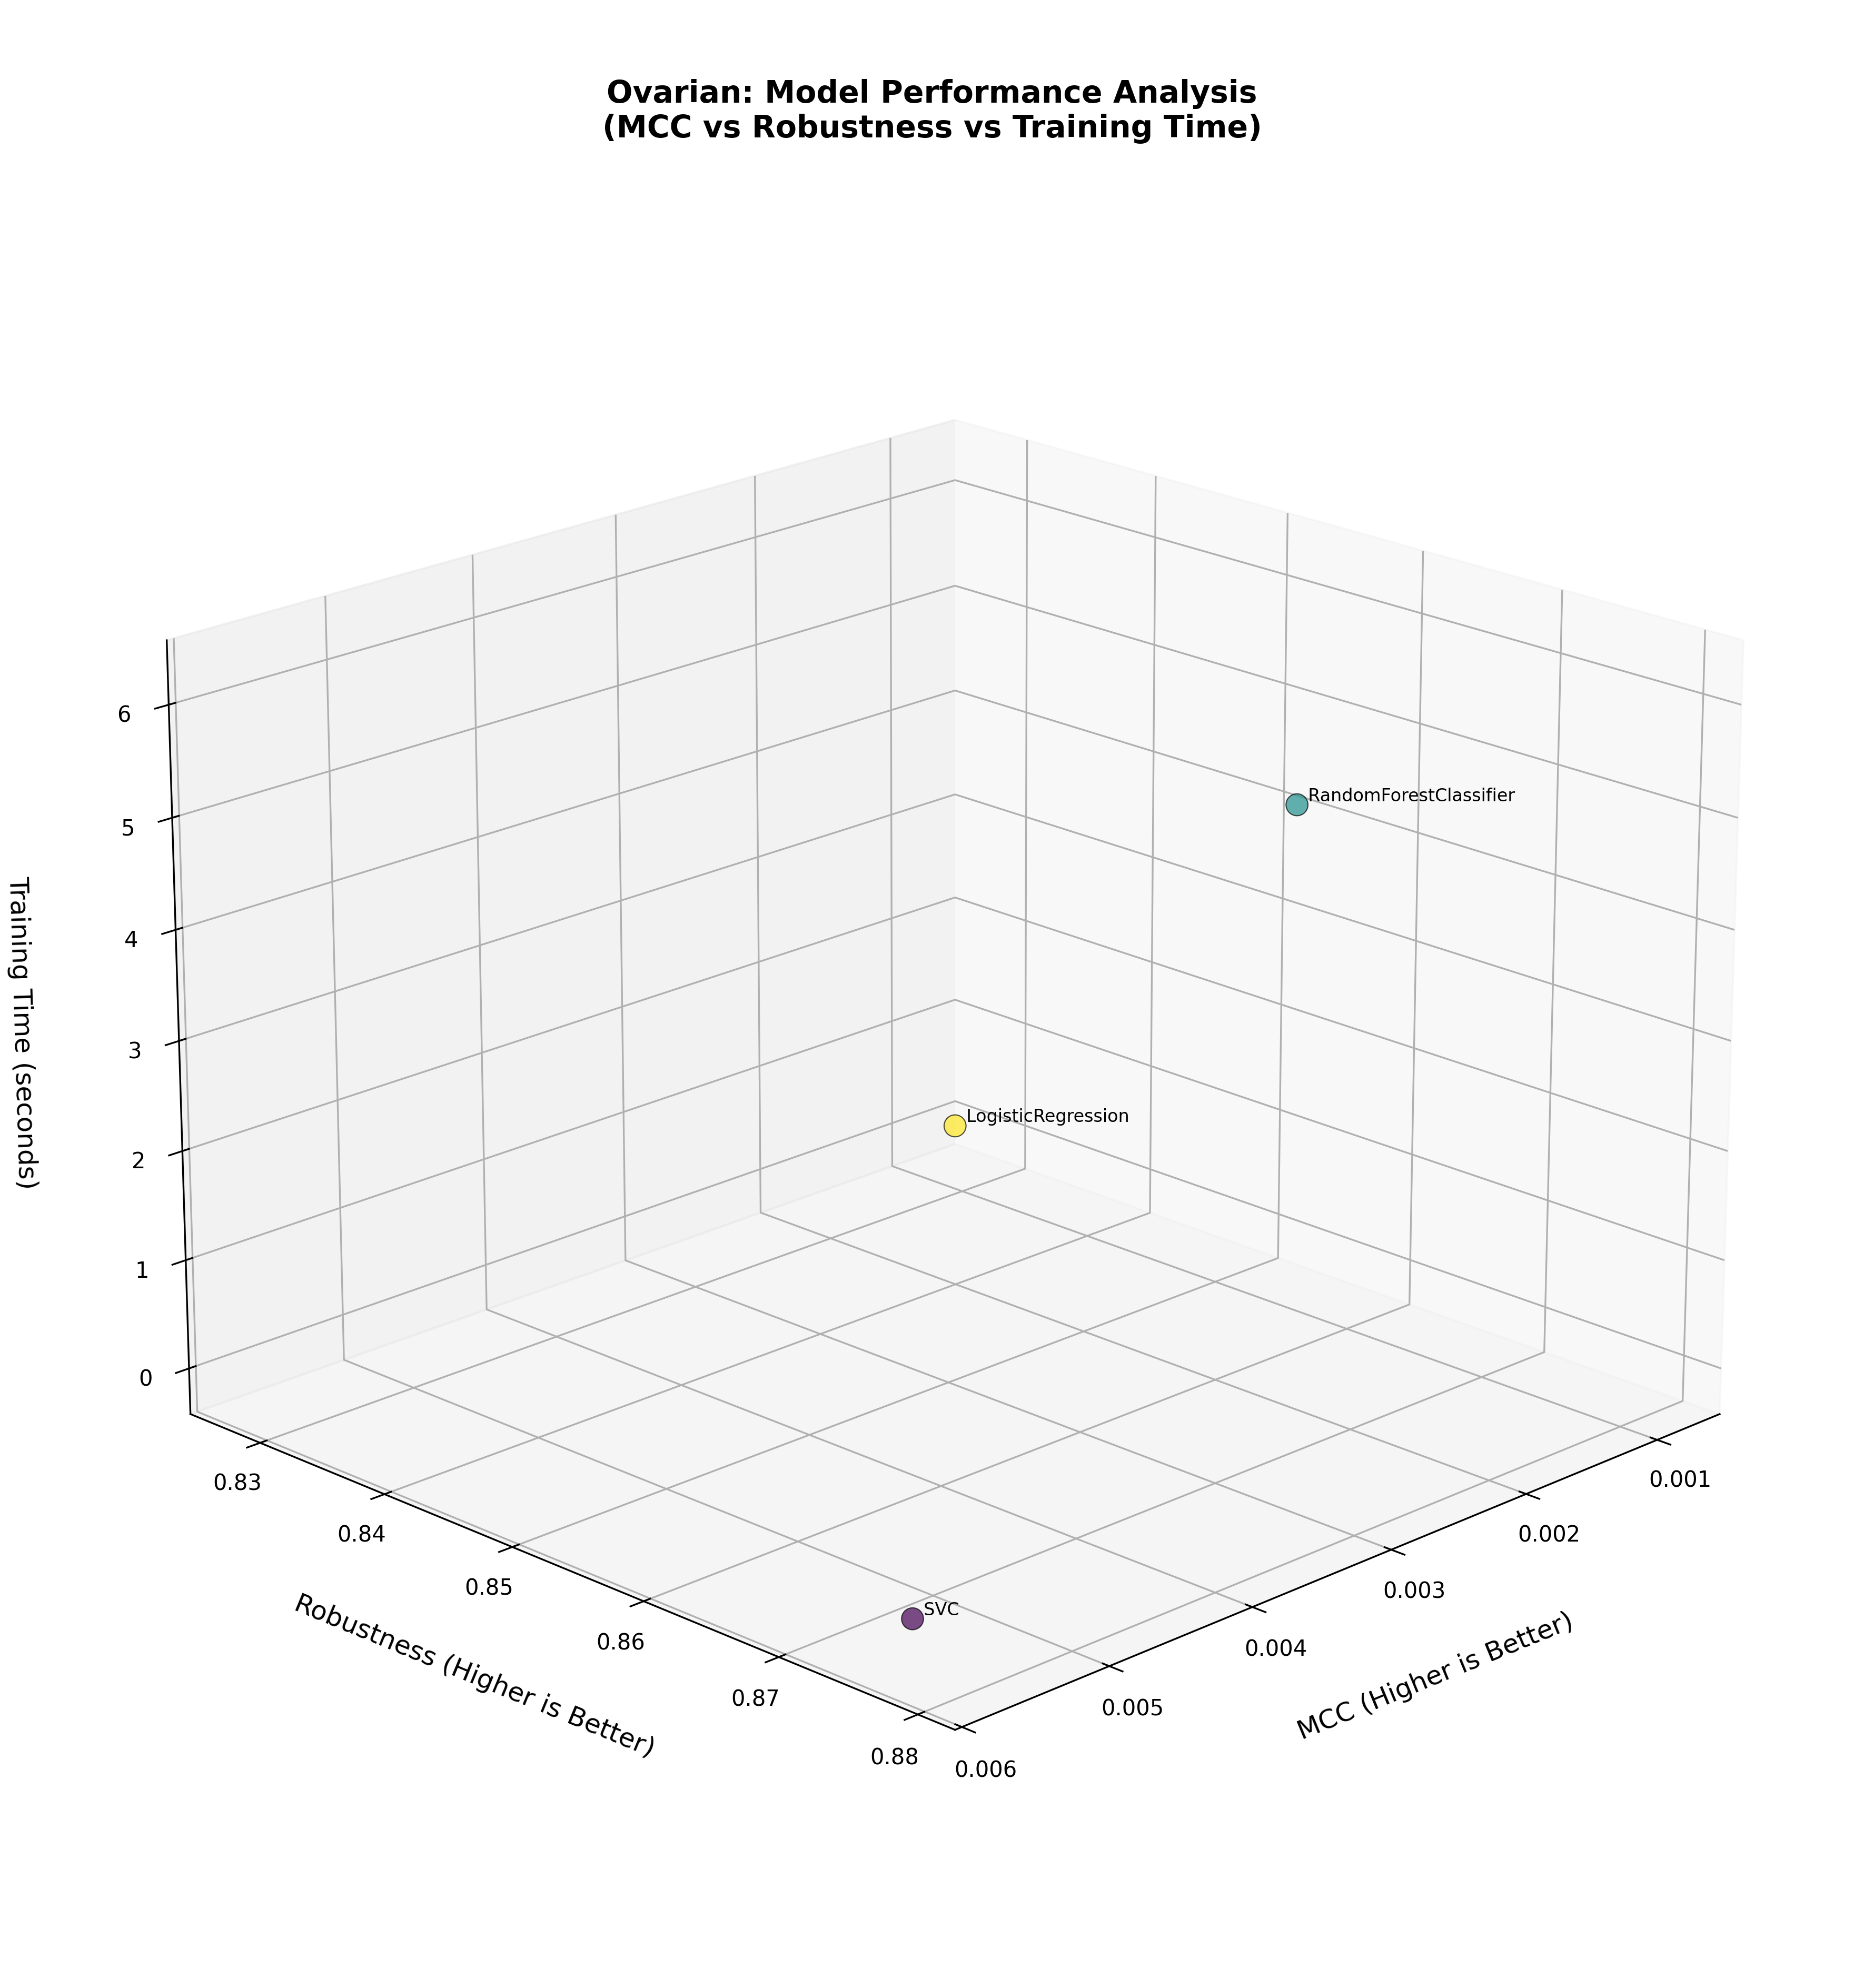 Ovarian: Model Performance Analysis
(MCC vs Robustness vs Training Time)
6
5
4
3
2
1
0
Training Time (seconds)
RandomForestClassifier
LogisticRegression
SVC
0.83
0.84
0.85
0.86
0.87
0.88
Robustness (Higher is Better)
0.001
0.002
0.003
0.004
0.005
0.006
MCC (Higher is Better)